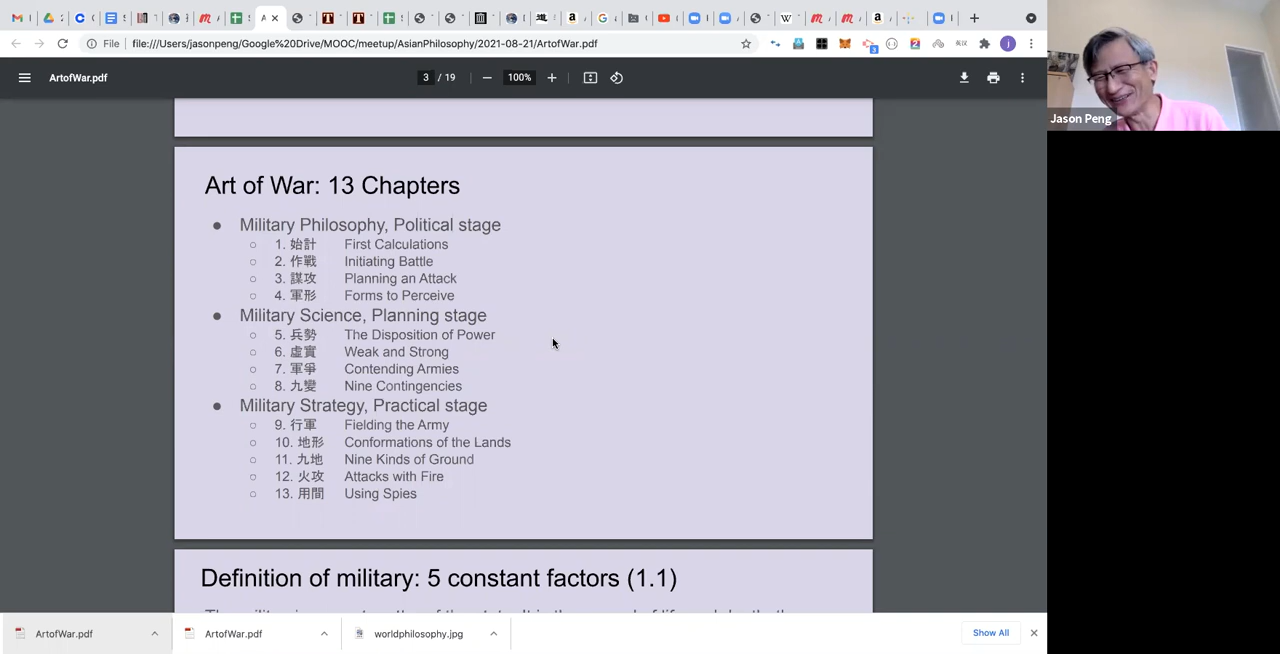 File
file:///Users/jasonpeng/Google%20Drive/MOOC/meetup/AsianPhilosophy/2021-08-21/ArtofWar.pdf
ArtofWar.pdf
3 / 19
100%
Jason Peng
Art of War: 13 Chapters
● Military Philosophy, Political stage
○ 1. 始計 First Calculations
○ 2. 作戰 Initiating Battle
○ 3. 謀攻 Planning an Attack
○ 4. 軍形 Forms to Perceive
● Military Science, Planning stage
○ 5. 兵勢 The Disposition of Power
○ 6. 虛實 Weak and Strong
○ 7. 軍爭 Contending Armies
○ 8. 九變 Nine Contingencies
● Military Strategy, Practical stage
○ 9. 行軍 Fielding the Army
○ 10. 地形 Conformations of the Lands
○ 11. 九地 Nine Kinds of Ground
○ 12. 火攻 Attacks with Fire
○ 13. 用間 Using Spies
Definition of military: 5 constant factors (1.1)
ArtofWar.pdf
ArtofWar.pdf
worldphilosophy.jpg
Show All